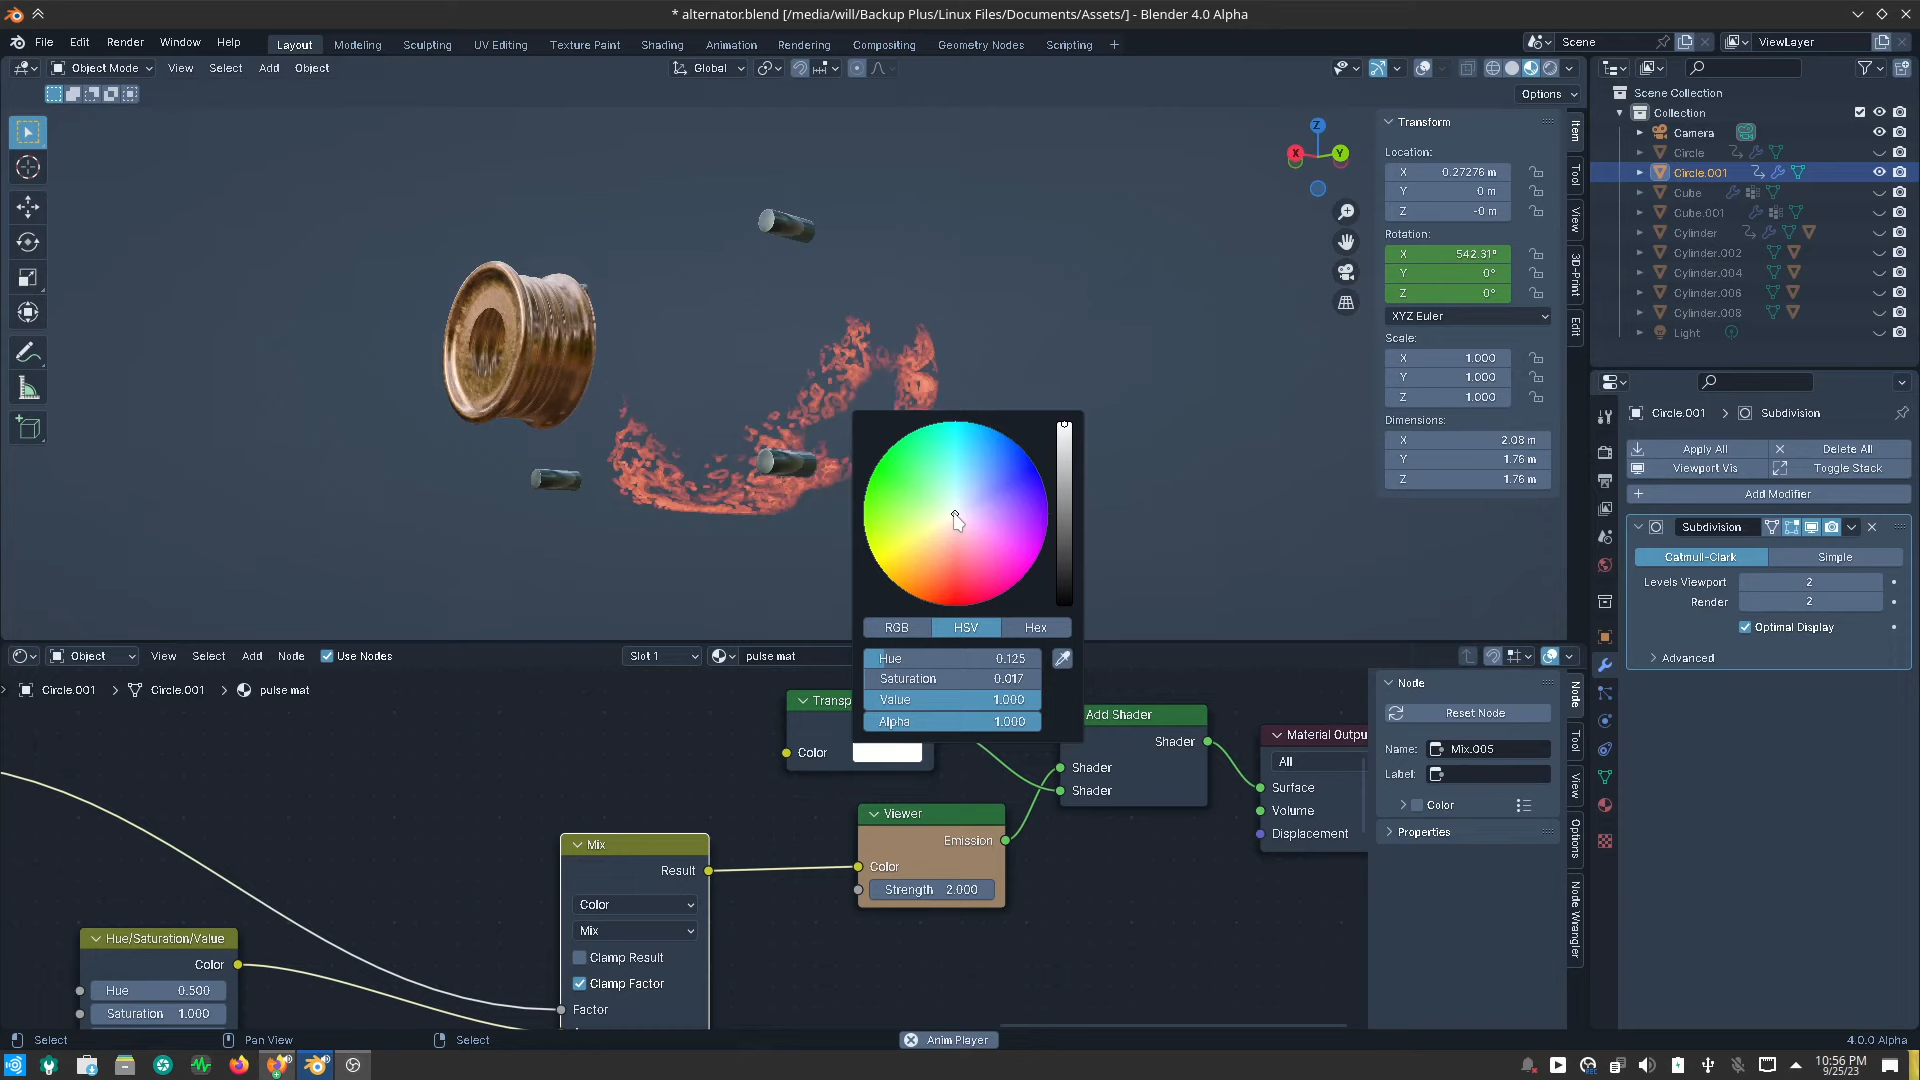 * alternator.blend [/media/will/Backup Plus/Linux Files/Documents/Assets/] - Blender 4.0 Alpha
File Edit Render Window Help Layout Modeling Sculpting UV Editing Texture Paint Shading Animation Rendering Compositing Geometry Nodes Scripting + Scene ViewLayer
Object Mode View Select Add Object Global
Options
Scene Collection
Collection
Camera
Circle
Circle.001
Cube
Cube.001
Cylinder
Cylinder.002
Cylinder.004
Cylinder.006
Cylinder.008
Light
Z
X
Y
Transform
Location:
X 0.27276 m
Y 0 m
Z -0 m
Rotation:
X 542.31°
Y 0°
Z 0°
XYZ Euler
Scale:
X 1.000
Y 1.000
Z 1.000
Dimensions:
X 2.08 m
Y 1.76 m
Z 1.76 m
Item
Tool
View
3D-Print
Edit
Circle.001 > Subdivision
Apply All Delete All
Viewport Vis Toggle Stack
+ Add Modifier
Subdivision
Catmull-Clark Simple
Levels Viewport 2
Render 2
Optimal Display
Advanced
RGB HSV Hex
Hue 0.125
Saturation 0.017
Value 1.000
Alpha 1.000
Object View Select Add Node Use Nodes Slot 1 pulse mat
Circle.001 > Circle.001 > pulse mat
Transp
Color
Add Shader
Shader
Shader
Shader
Material Outpu
All
Surface
Volume
Displacement
Viewer
Emission
Color
Strength 2.000
Mix
Result
Color
Mix
Clamp Result
Clamp Factor
Factor
Hue/Saturation/Value
Color
Hue 0.500
Saturation 1.000
Node
Reset Node
Name: Mix.005
Label:
Color
Properties
Node
Tool
View
Options
Node Wrangler
Select Pan View Select Anim Player 4.0.0 Alpha
10:56 PM
9/25/23